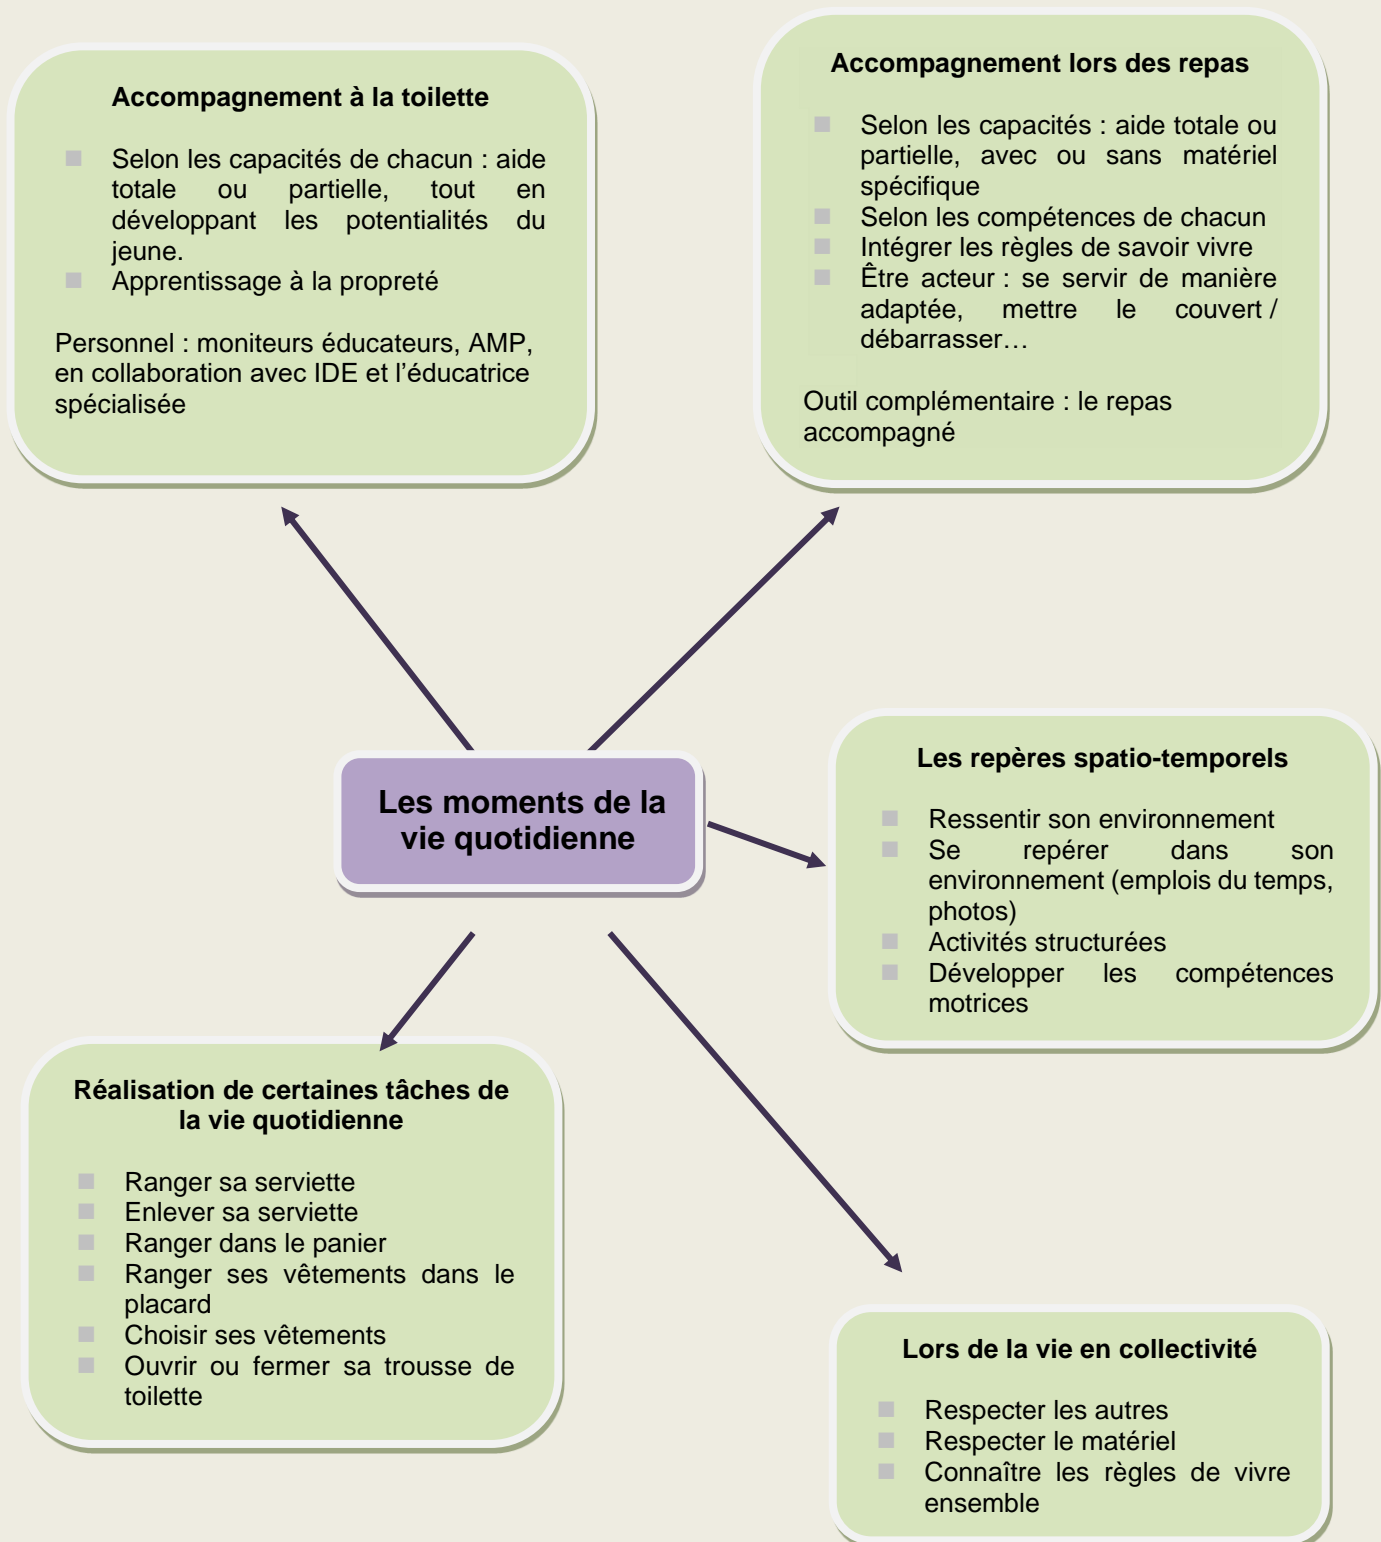 Accompagnement à la toilette
Selon les capacités de chacun : aide
totale ou partielle, tout en
développant les potentialités du
jeune.
Apprentissage à la propreté
Personnel : moniteurs éducateurs, AMP,
en collaboration avec IDE et l’éducatrice
spécialisée
Accompagnement lors des repas
Selon les capacités : aide totale ou
partielle, avec ou sans matériel
spécifique
Selon les compétences de chacun
Intégrer les règles de savoir vivre
Être acteur : se servir de manière
adaptée, mettre le couvert /
débarrasser…
Outil complémentaire : le repas
accompagné
Les moments de la
vie quotidienne
Les repères spatio-temporels
Ressentir son environnement
Se repérer dans son
environnement (emplois du temps,
photos)
Activités structurées
Développer les compétences
motrices
Réalisation de certaines tâches de
la vie quotidienne
Ranger sa serviette
Enlever sa serviette
Ranger dans le panier
Ranger ses vêtements dans le
placard
Choisir ses vêtements
Ouvrir ou fermer sa trousse de
toilette
Lors de la vie en collectivité
Respecter les autres
Respecter le matériel
Connaître les règles de vivre
ensemble